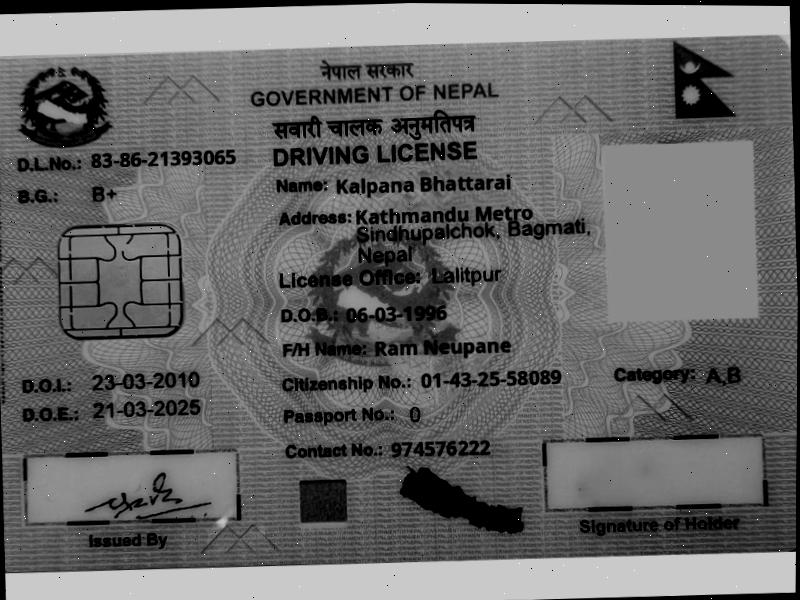 नेपाल सरकार
GOVERNMENT OF NEPAL
सवारी चालक अनुमतिपत्र
DRIVING LICENSE
D.L.No.: 83-86-21393065
B.G.: B+
Name: Kalpana Bhattarai
Address: Kathmandu Metro
Sindhupalchok, Bagmati,
Nepal
License Office: Lalitpur
D.O.B.: 06-03-1996
F/H Name: Ram Neupane
D.O.I.: 23-03-2010
Citizenship No.: 01-43-25-58089
Category: A,B
D.O.E.: 21-03-2025
Passport No.: 0
Contact No.: 974576222
Issued By
Signature of Holder